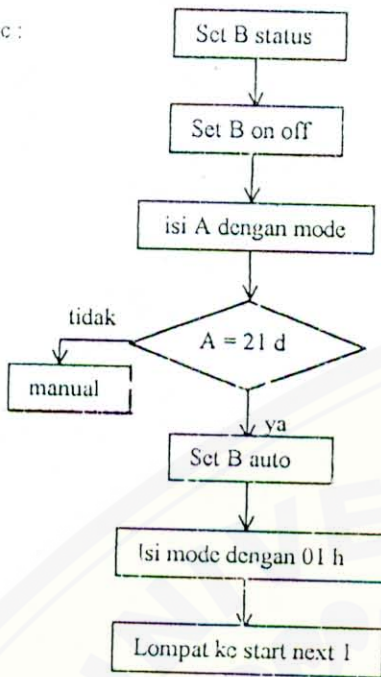 c :
Set B status
Set B on off
isi A dengan mode
tidak
A = 21 d
manual
ya
Set B auto
Isi mode dengan 01 h
Lompat ke start next 1